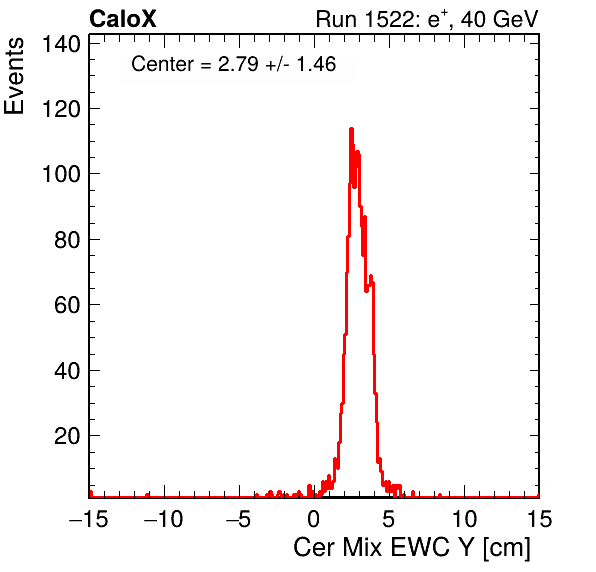 CaloX Run 1522: e⁺, 40 GeV
Center = 2.79 +/- 1.46
Events
140
120
100
80
60
40
20
−15 −10 −5 0 5 10 15
Cer Mix EWC Y [cm]